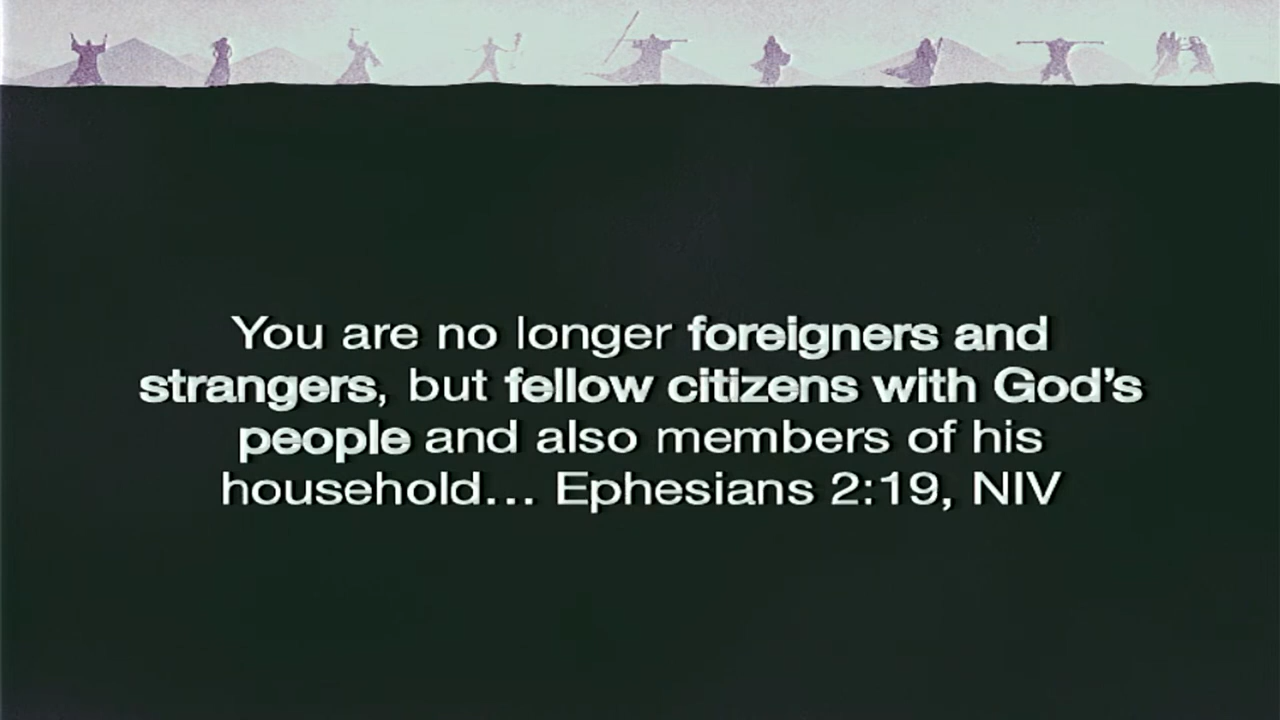 You are no longer foreigners and
strangers, but fellow citizens with God’s
people and also members of his
household… Ephesians 2:19, NIV